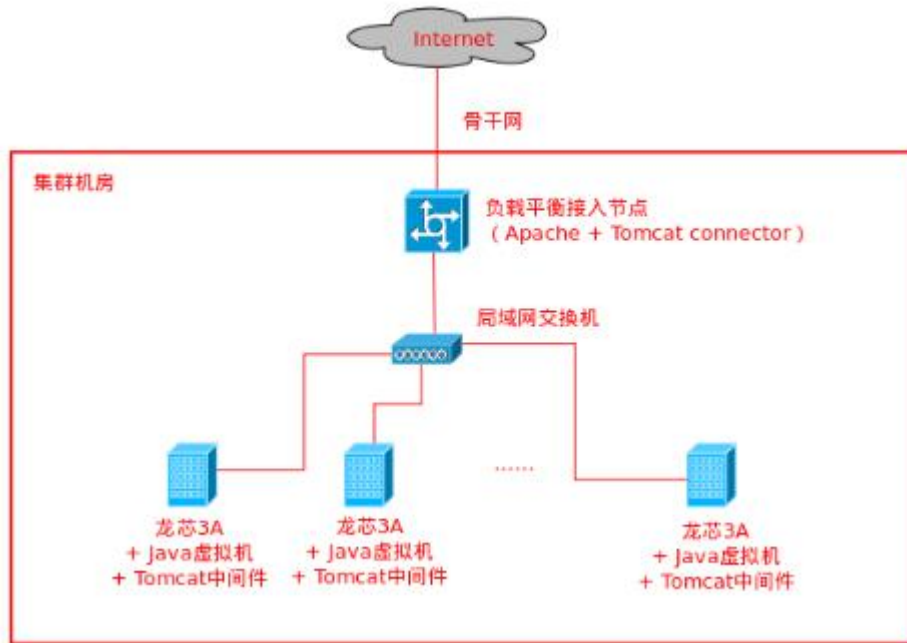 Internet
骨干网
集群机房
负载平衡接入节点
（Apache + Tomcat connector）
局域网交换机
……
龙芯3A
+ Java虚拟机
+ Tomcat中间件
龙芯3A
+ Java虚拟机
+ Tomcat中间件
龙芯3A
+ Java虚拟机
+ Tomcat中间件